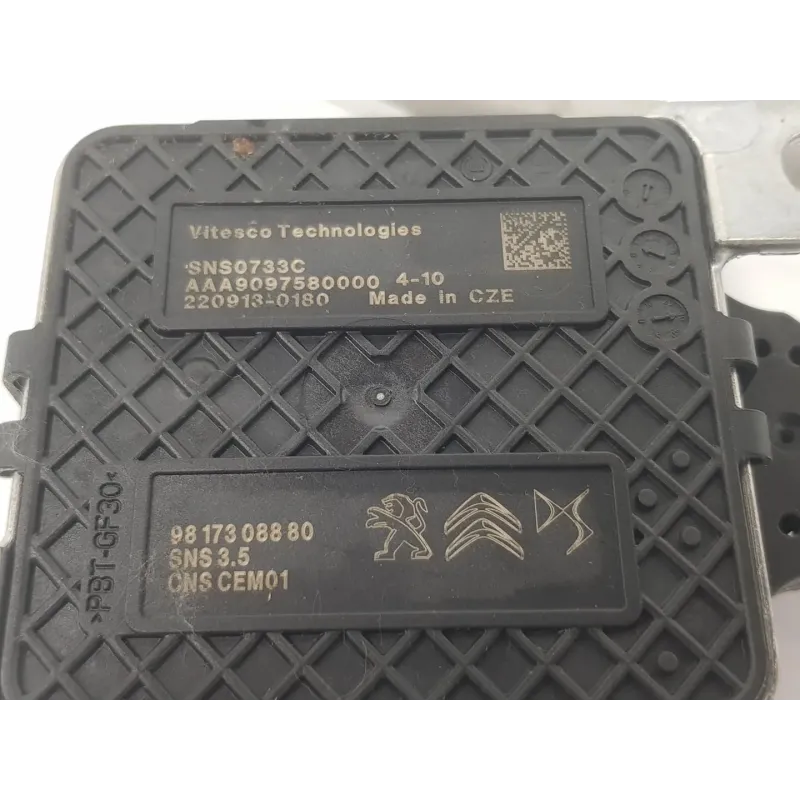 Vitesco Technologies
SNS0733C
AAA9097580000 4-10
220913-0180 Made in CZE
98 173 088 80
SNS 3.5
CNS CEM01
>PBT-GF30<